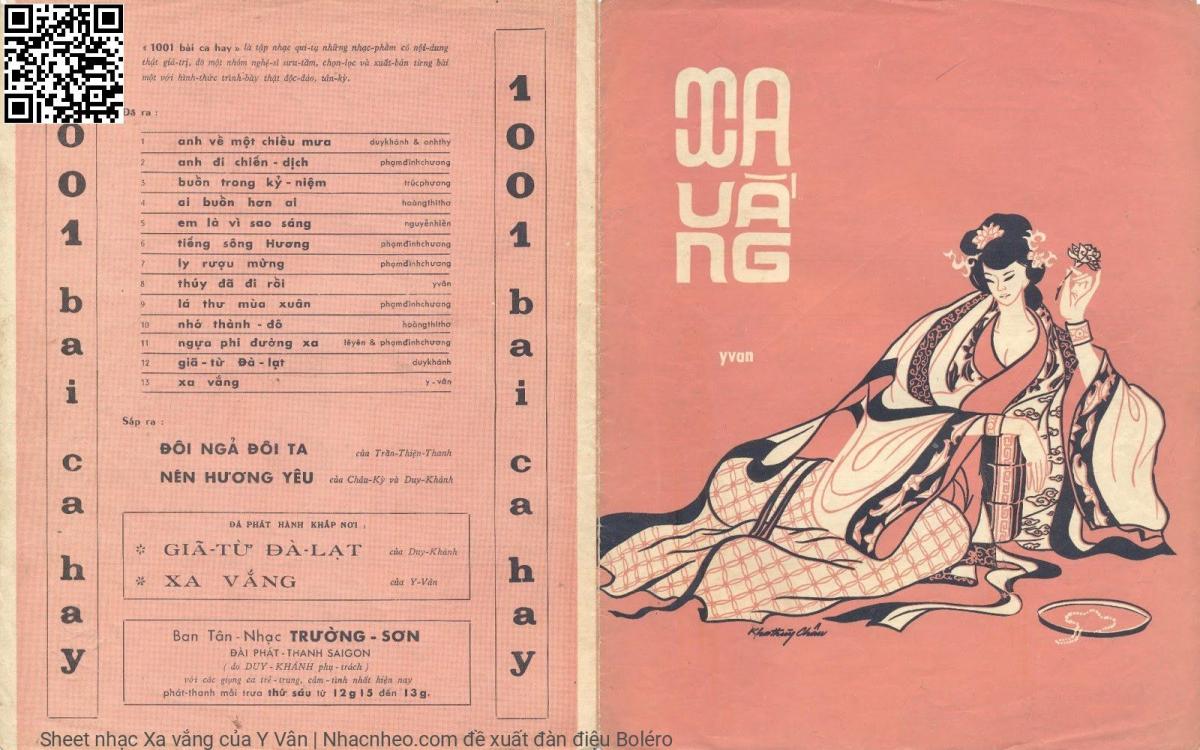 « 1001 bài ca hay » là tập nhạc qui-tụ những nhạc-phẩm có nội-dung
thật giá-trị, do một nhóm nghệ-sĩ sưu-tầm, chọn-lọc và xuất-bản từng bài
một với hình-thức trình-bày thật độc-đáo, tân-kỳ.
Đã ra :
1 anh về một chiều mưa duykhánh & anhthy
2 anh đi chiến - dịch phạmđìnhchương
3 buồn trong kỷ - niệm trúcphương
4 ai buồn hơn ai hoàngthithơ
5 em là vì sao sáng nguyễnhiền
6 tiếng sông Hương phạmđìnhchương
7 ly rượu mừng phạmđìnhchương
8 thúy đã đi rồi yvân
9 lá thư mùa xuân phạmđìnhchương
10 nhớ thành - đô hoàngthithơ
11 ngựa phi đường xa lêyên & phạmđìnhchương
12 giã - từ Đà - lạt duykhánh
13 xa vắng y - vân
Sắp ra :
ĐÔI NGẢ ĐÔI TA của Trần-Thiện-Thanh
NÉN HƯƠNG YÊU của Châu-Kỳ và Duy-Khánh
ĐÃ PHÁT HÀNH KHẮP NƠI :
* GIÃ-TỪ ĐÀ-LẠT của Duy-Khánh
* XA VẮNG của Y-Vân
Ban Tân - Nhạc TRƯỜNG - SƠN
ĐÀI PHÁT - THANH SAIGON
( do DUY - KHÁNH phụ - trách )
với các giọng ca trẻ - trung, cảm - tình nhất hiện nay
phát-thanh mỗi trưa thứ sáu từ 12g15 đến 13g.
001 bai ca hay
1001 bai ca hay
XA
VẮ
NG
yvan
Khathùy Châu
Sheet nhạc Xa vắng của Y Vân | Nhacnheo.com đề xuất đàn điệu Boléro